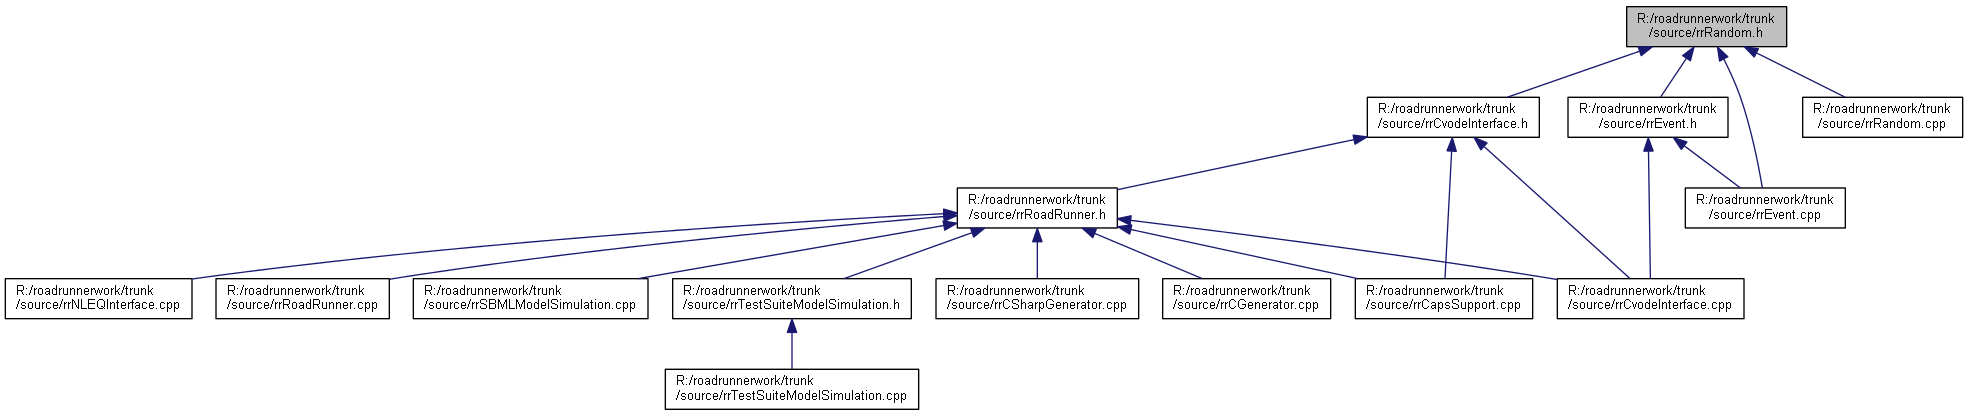 R:/roadrunnerwork/trunk
/source/rrRandom.h
R:/roadrunnerwork/trunk
/source/rrCvodeInterface.h
R:/roadrunnerwork/trunk
/source/rrEvent.h
R:/roadrunnerwork/trunk
/source/rrRandom.cpp
R:/roadrunnerwork/trunk
/source/rrRoadRunner.h
R:/roadrunnerwork/trunk
/source/rrEvent.cpp
R:/roadrunnerwork/trunk
/source/rrNLEQInterface.cpp
R:/roadrunnerwork/trunk
/source/rrRoadRunner.cpp
R:/roadrunnerwork/trunk
/source/rrSBMLModelSimulation.cpp
R:/roadrunnerwork/trunk
/source/rrTestSuiteModelSimulation.h
R:/roadrunnerwork/trunk
/source/rrCSharpGenerator.cpp
R:/roadrunnerwork/trunk
/source/rrCGenerator.cpp
R:/roadrunnerwork/trunk
/source/rrCapsSupport.cpp
R:/roadrunnerwork/trunk
/source/rrCvodeInterface.cpp
R:/roadrunnerwork/trunk
/source/rrTestSuiteModelSimulation.cpp